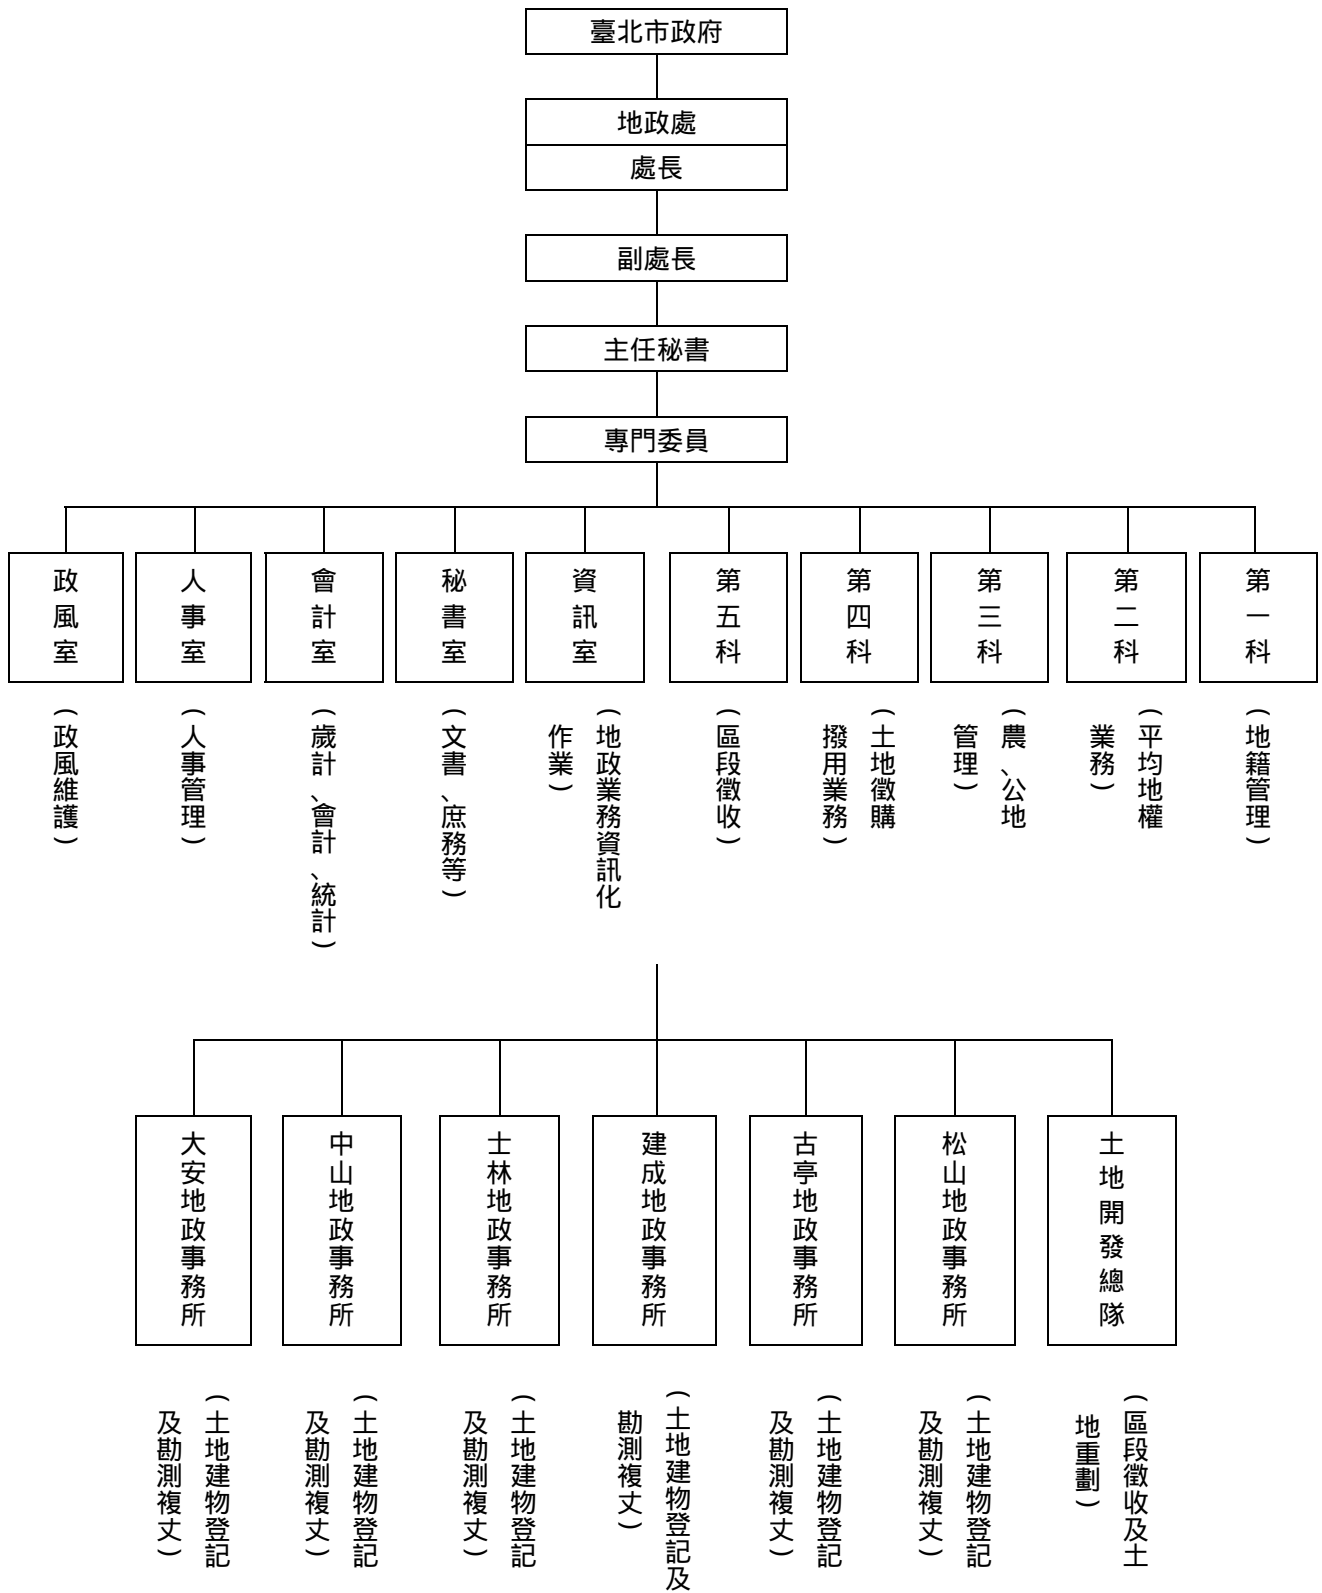 臺北市政府
地政處
處長
副處長
主任秘書
專門委員
第一科
第二科
第三科
第四科
第五科
資訊室
秘書室
會計室
人事室
政風室
(地籍管理)
(平均地權
業務)
(農、公地
管理)
(土地徵購
撥用業務)
(區段徵收)
(地政業務資訊化
作業)
(文書、庶務等)
(歲計、會計、統計)
(人事管理)
(政風維護)
土地開發總隊
松山地政事務所
古亭地政事務所
建成地政事務所
士林地政事務所
中山地政事務所
大安地政事務所
(區段徵收及土
地重劃)
(土地建物登記
及勘測複丈)
(土地建物登記
及勘測複丈)
(土地建物登記及
勘測複丈)
(土地建物登記
及勘測複丈)
(土地建物登記
及勘測複丈)
(土地建物登記
及勘測複丈)